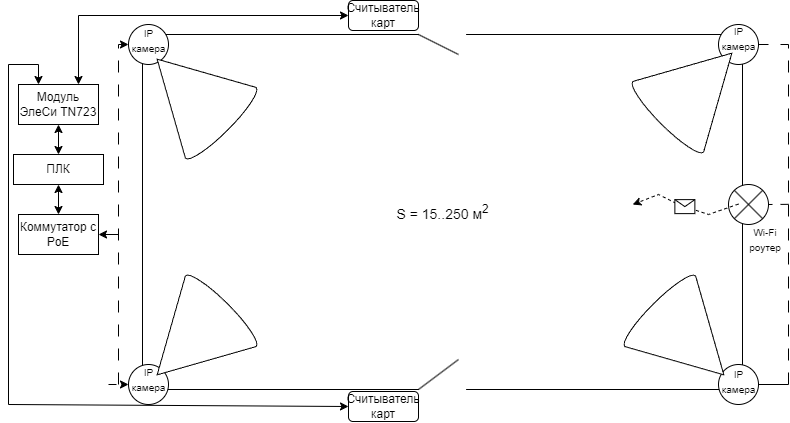 Считыватель
карт
IP
камера
IP
камера
Модуль
ЭлеСи TN723
ПЛК
Коммутатор с
PoE
S = 15..250 м²
Wi-Fi
роутер
IP
камера
IP
камера
Считыватель
карт